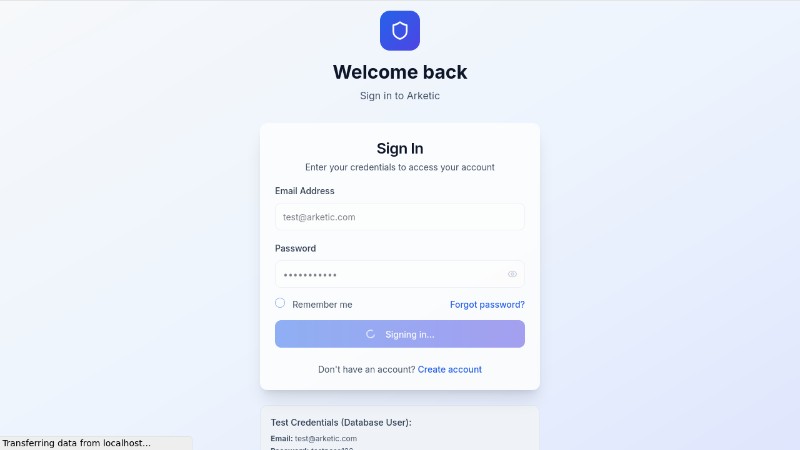 Welcome back
Sign in to Arketic
Sign In
Enter your credentials to access your account
Email Address
test@arketic.com
Password
•••••••••••
Remember me
Forgot password?
Signing in...
Don't have an account? Create account
Test Credentials (Database User):
Email: test@arketic.com
Transferring data from localhost...